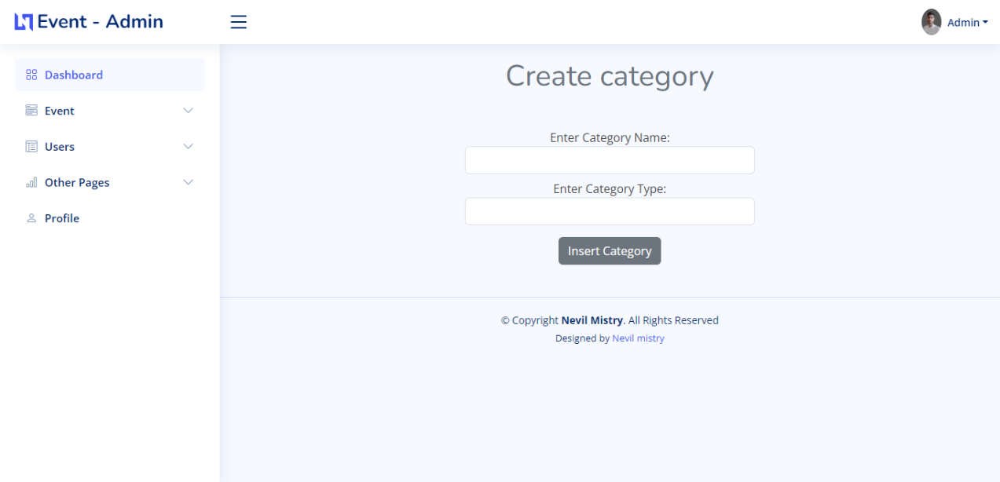 Event - Admin
Admin
Dashboard
Event
Users
Other Pages
Profile
Create category
Enter Category Name:
Enter Category Type:
Insert Category
© Copyright Nevil Mistry. All Rights Reserved
Designed by Nevil mistry